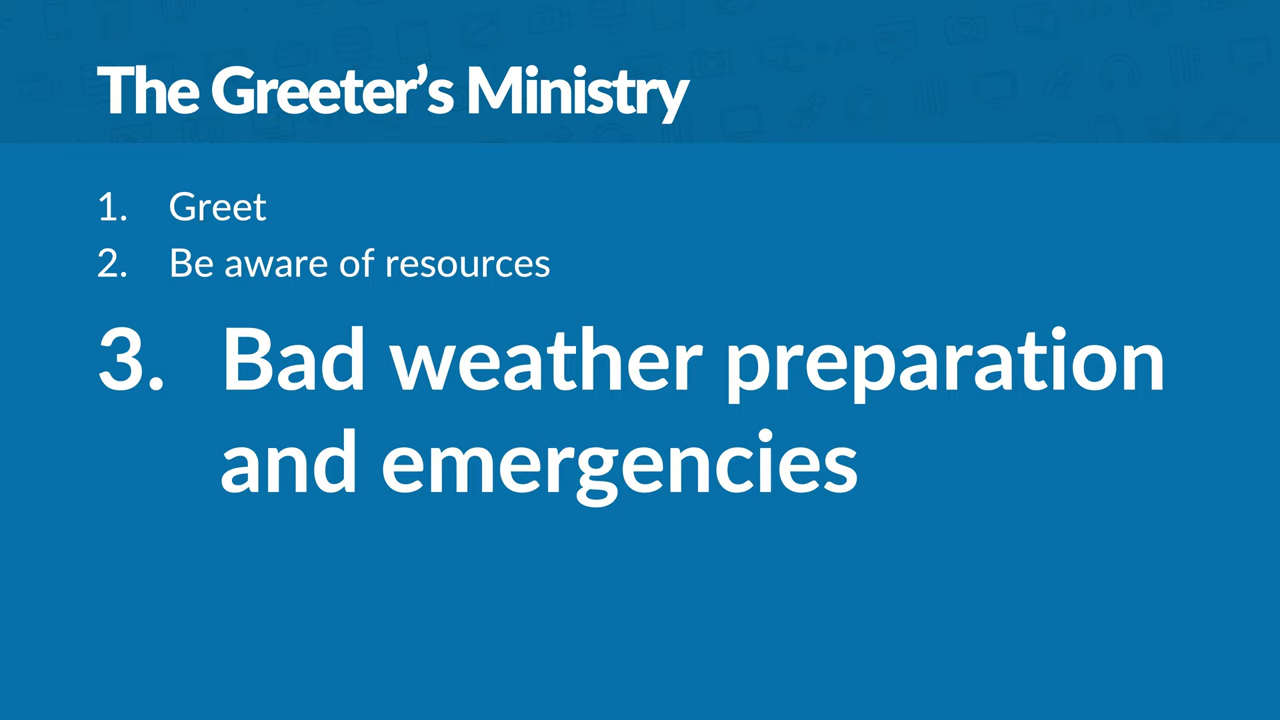 The Greeter’s Ministry
1. Greet
2. Be aware of resources
3. Bad weather preparation
and emergencies